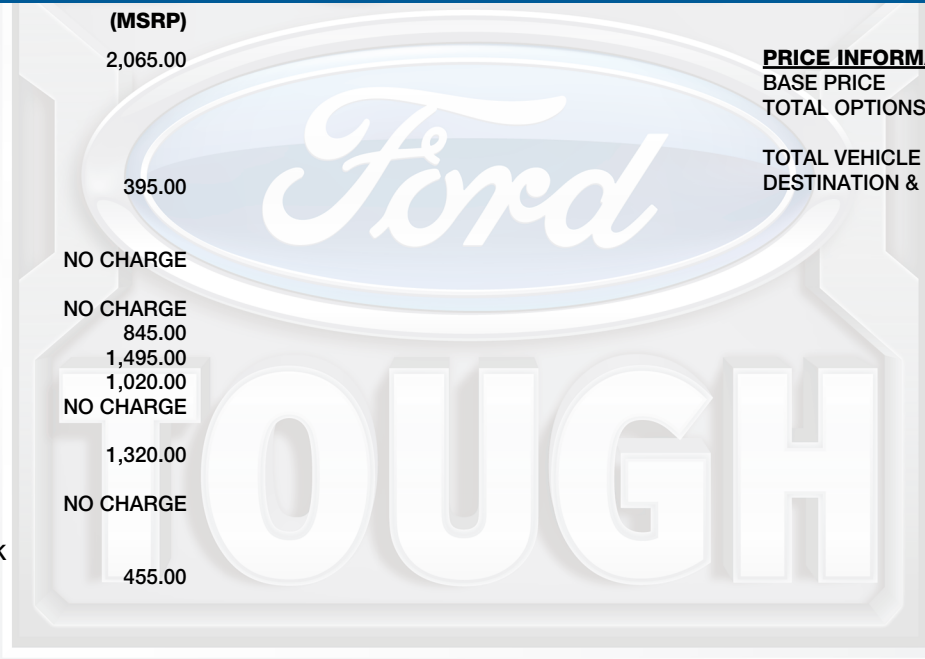 (MSRP)
2,065.00
395.00
NO CHARGE
NO CHARGE
845.00
1,495.00
1,020.00
NO CHARGE
1,320.00
NO CHARGE
K
455.00
PRICE INFORM
BASE PRICE
TOTAL OPTIONS
TOTAL VEHICLE
DESTINATION &
Ford
TOUGH